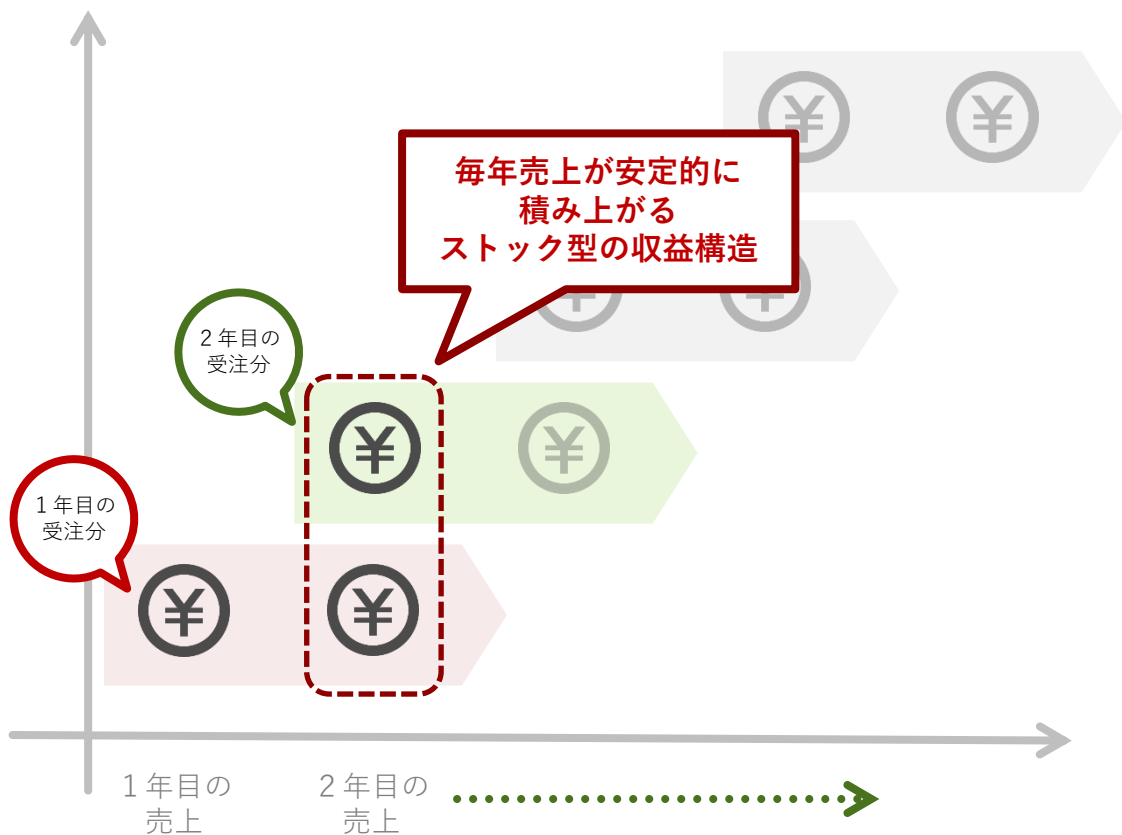 毎年売上が安定的に
積み上がる
ストック型の収益構造
2年目の
受注分
1年目の
受注分
¥ ¥
¥ ¥
¥ ¥
¥ ¥
1年目の
売上
2年目の
売上